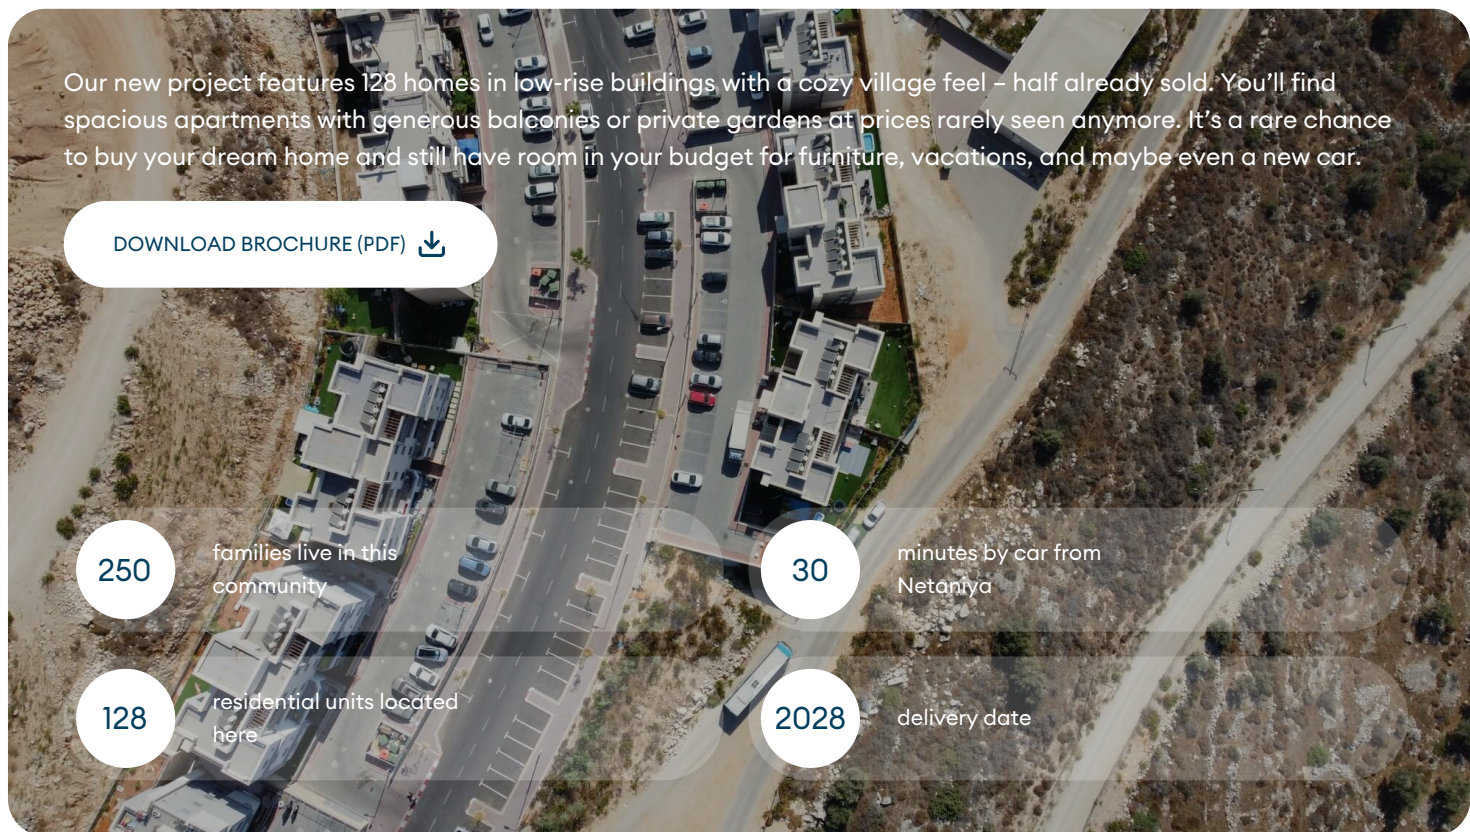 Our new project features 128 homes in low-rise buildings with a cozy village feel – half already sold. You’ll find
spacious apartments with generous balconies or private gardens at prices rarely seen anymore. It’s a rare chance
to buy your dream home and still have room in your budget for furniture, vacations, and maybe even a new car.
DOWNLOAD BROCHURE (PDF)
250
families live in this
community
30
minutes by car from
Netaniya
128
residential units located
here
2028
delivery date